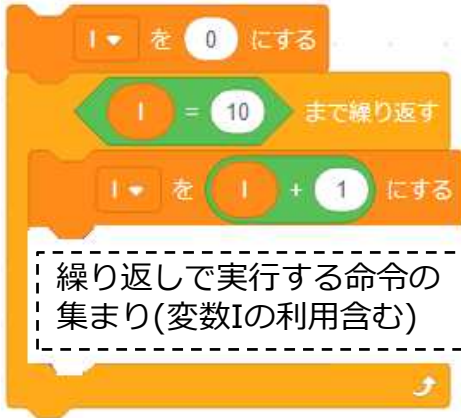 I を 0 にする
I = 10 まで繰り返す
I を I + 1 にする
繰り返しで実行する命令の
集まり(変数Iの利用含む)